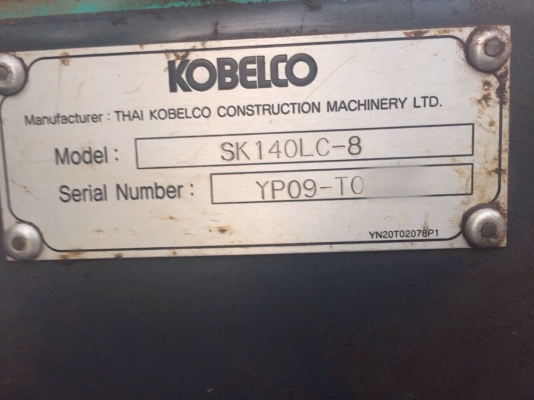 KOBELCO
Manufacturer : THAI KOBELCO CONSTRUCTION MACHINERY LTD.
Model : SK140LC-8
Serial Number : YP09-T0
YN20T02078P1